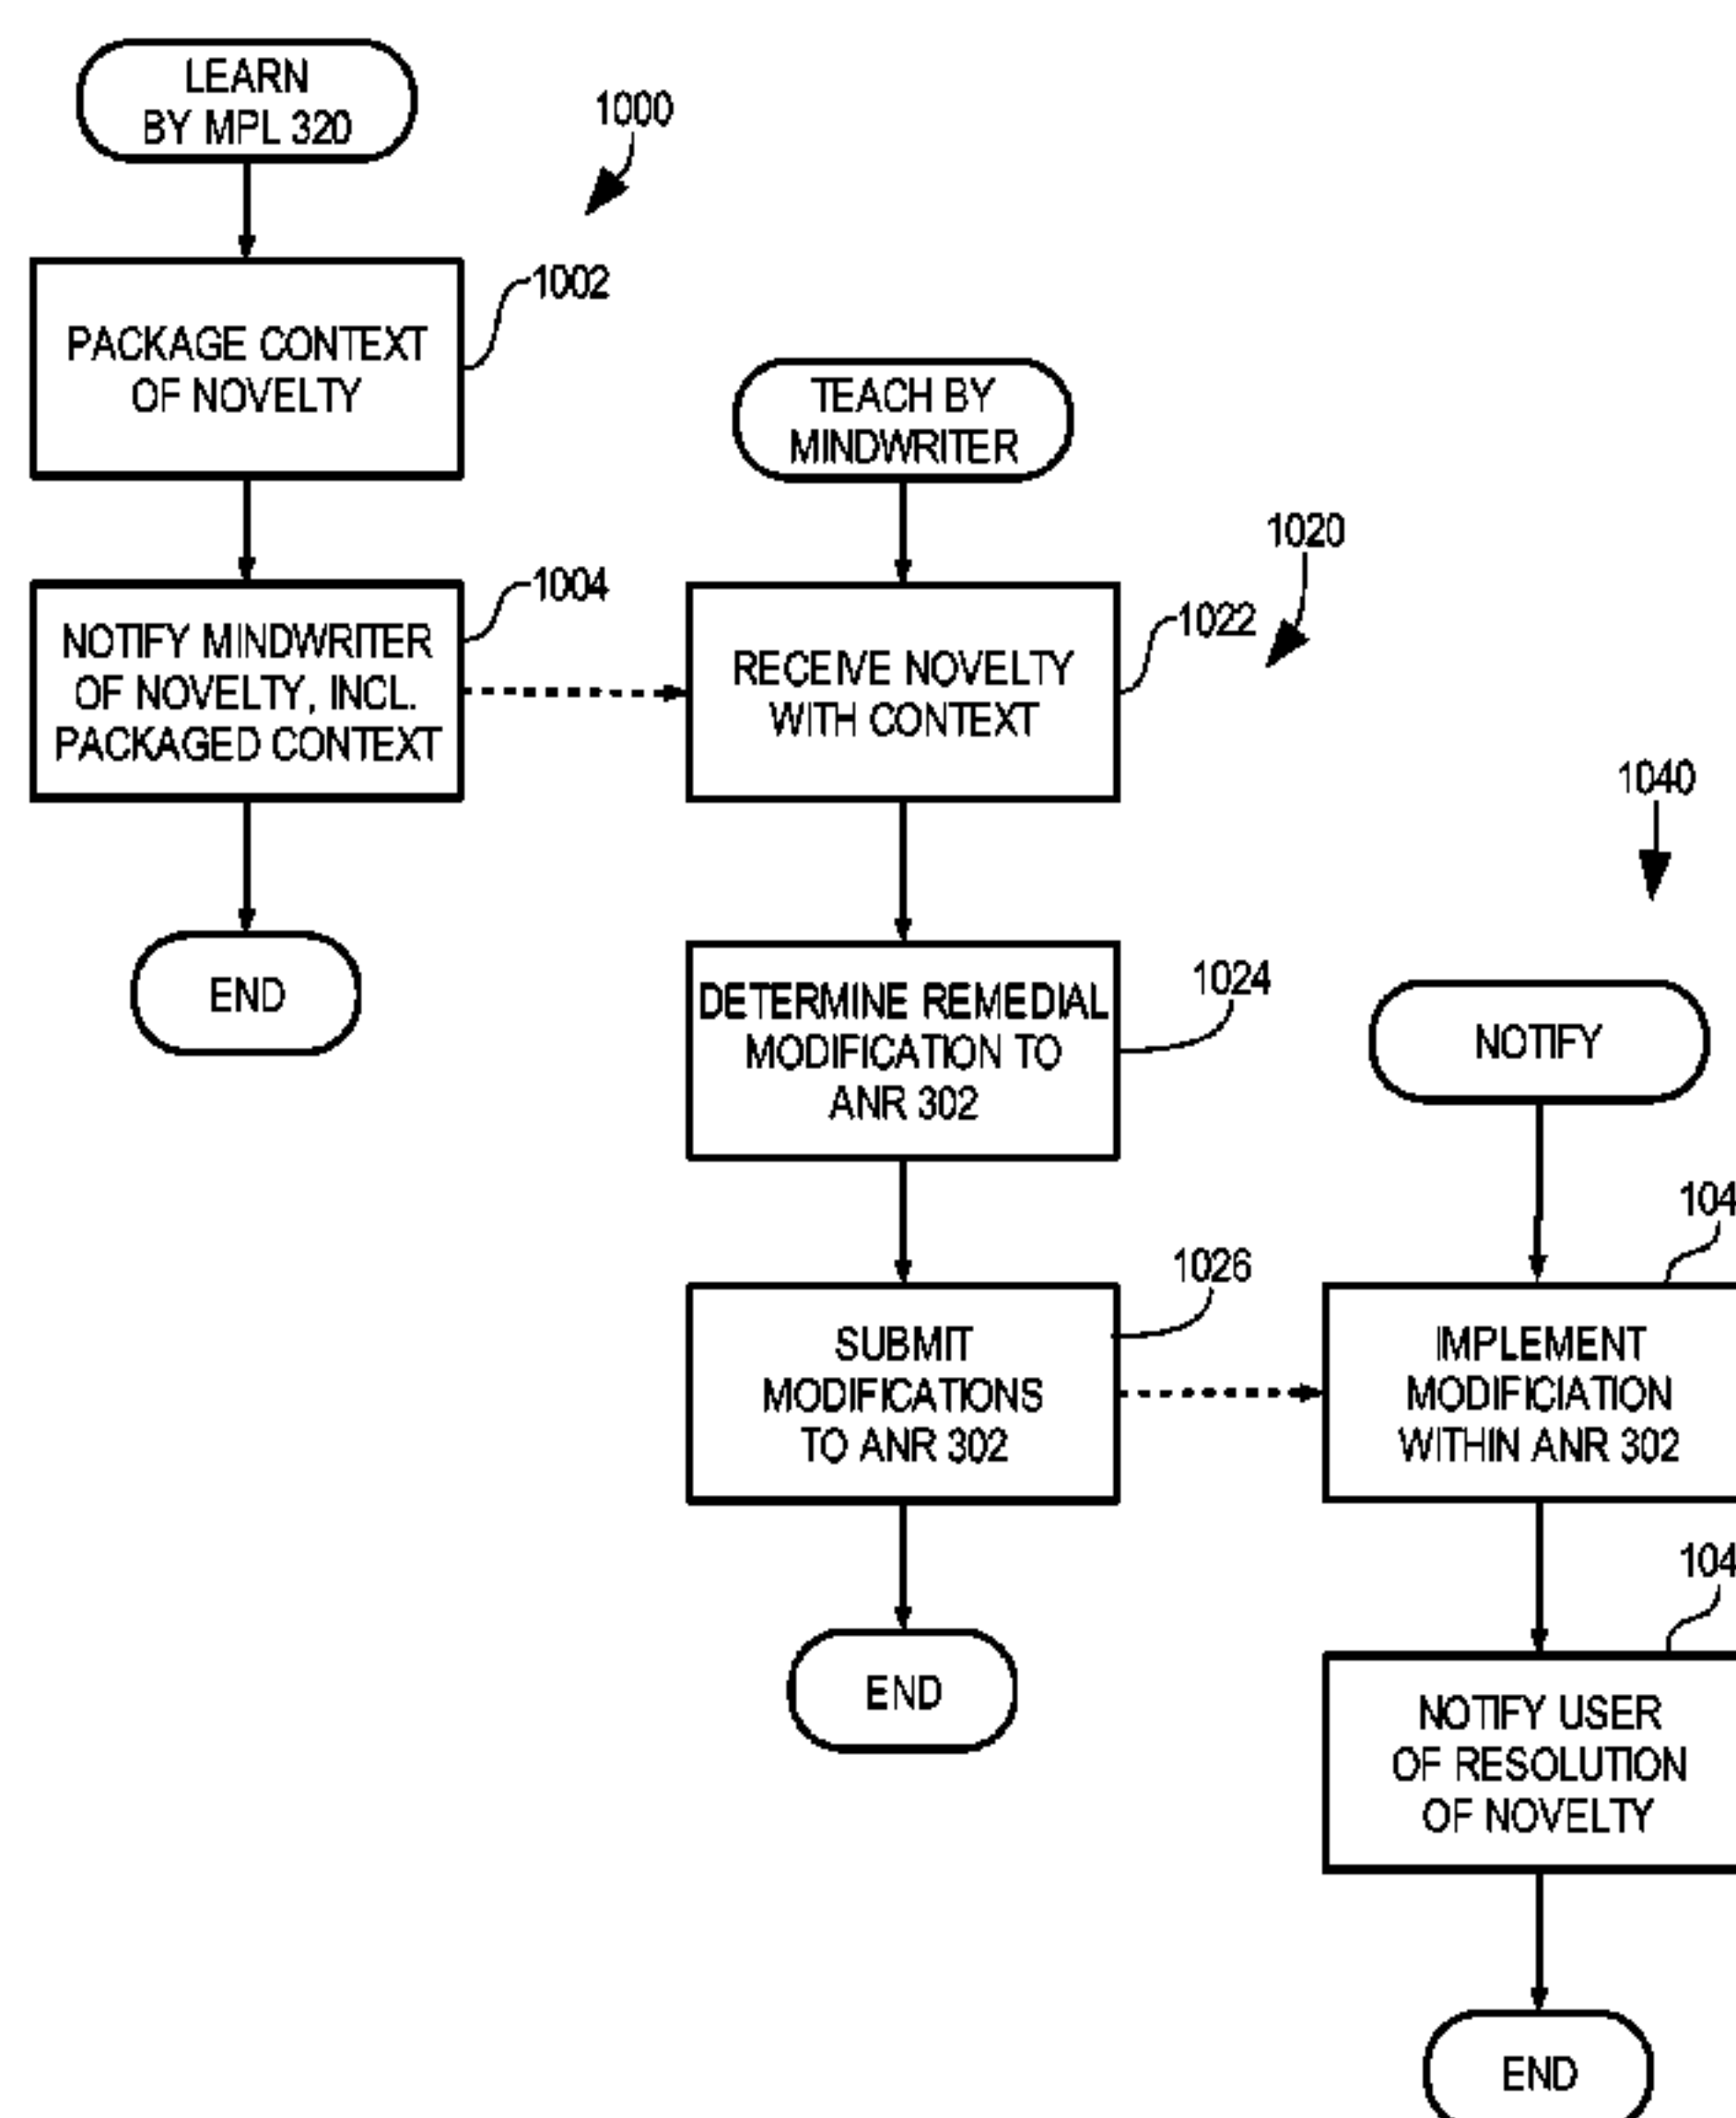 LEARN
BY MPL 320
1000
PACKAGE CONTEXT
OF NOVELTY
1002
NOTIFY MINDWRITER
OF NOVELTY, INCL.
PACKAGED CONTEXT
1004
END
TEACH BY
MINDWRITER
1020
RECEIVE NOVELTY
WITH CONTEXT
1022
DETERMINE REMEDIAL
MODIFICATION TO
ANR 302
1024
SUBMIT
MODIFICATIONS
TO ANR 302
1026
END
1040
NOTIFY
IMPLEMENT
MODIFICIATION
WITHIN ANR 302
NOTIFY USER
OF RESOLUTION
OF NOVELTY
END